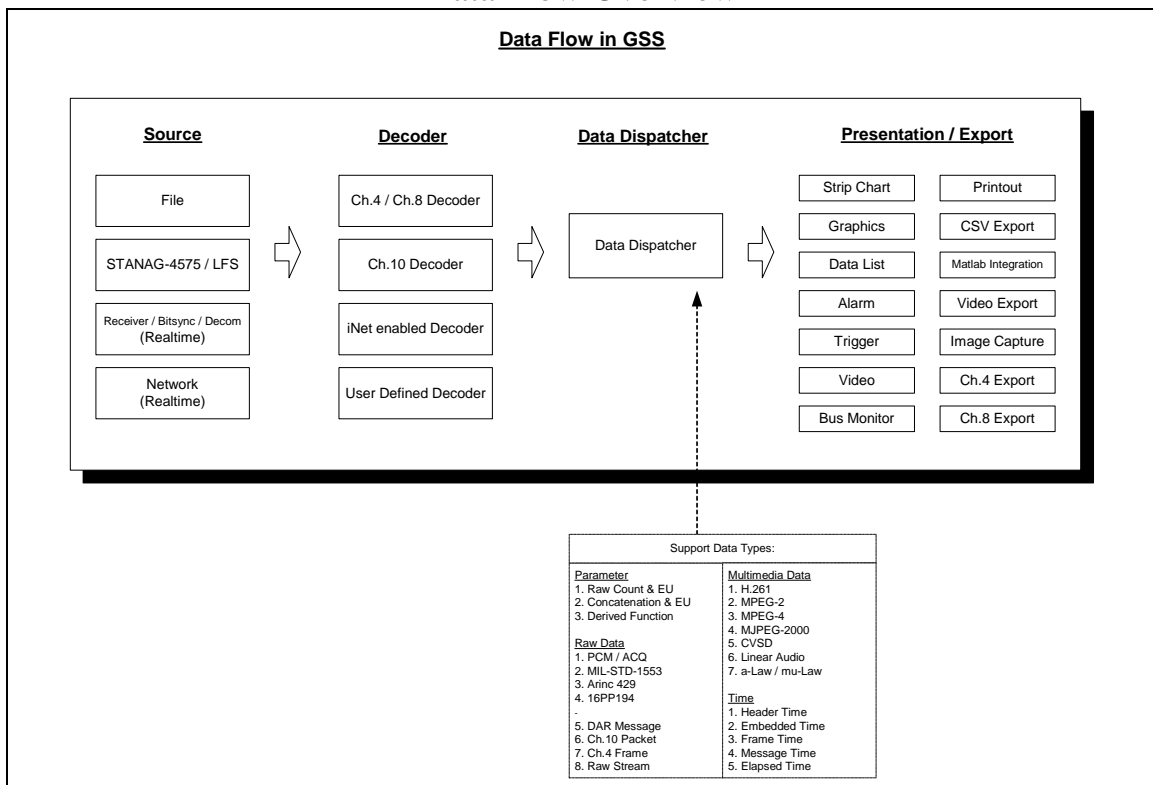 Data Flow in GSS
Source
File
STANAG-4575 / LFS
Receiver / Bitsync / Decom
(Realtime)
Network
(Realtime)
Decoder
Ch.4 / Ch.8 Decoder
Ch.10 Decoder
iNet enabled Decoder
User Defined Decoder
Data Dispatcher
Data Dispatcher
Presentation / Export
Strip Chart
Graphics
Data List
Alarm
Trigger
Video
Bus Monitor
Printout
CSV Export
Matlab Integration
Video Export
Image Capture
Ch.4 Export
Ch.8 Export
Support Data Types:
Parameter
1. Raw Count & EU
2. Concatenation & EU
3. Derived Function
Raw Data
1. PCM / ACQ
2. MIL-STD-1553
3. Arinc 429
4. 16PP194
-
5. DAR Message
6. Ch.10 Packet
7. Ch.4 Frame
8. Raw Stream
Multimedia Data
1. H.261
2. MPEG-2
3. MPEG-4
4. MJPEG-2000
5. CVSD
6. Linear Audio
7. a-Law / mu-Law
Time
1. Header Time
2. Embedded Time
3. Frame Time
4. Message Time
5. Elapsed Time